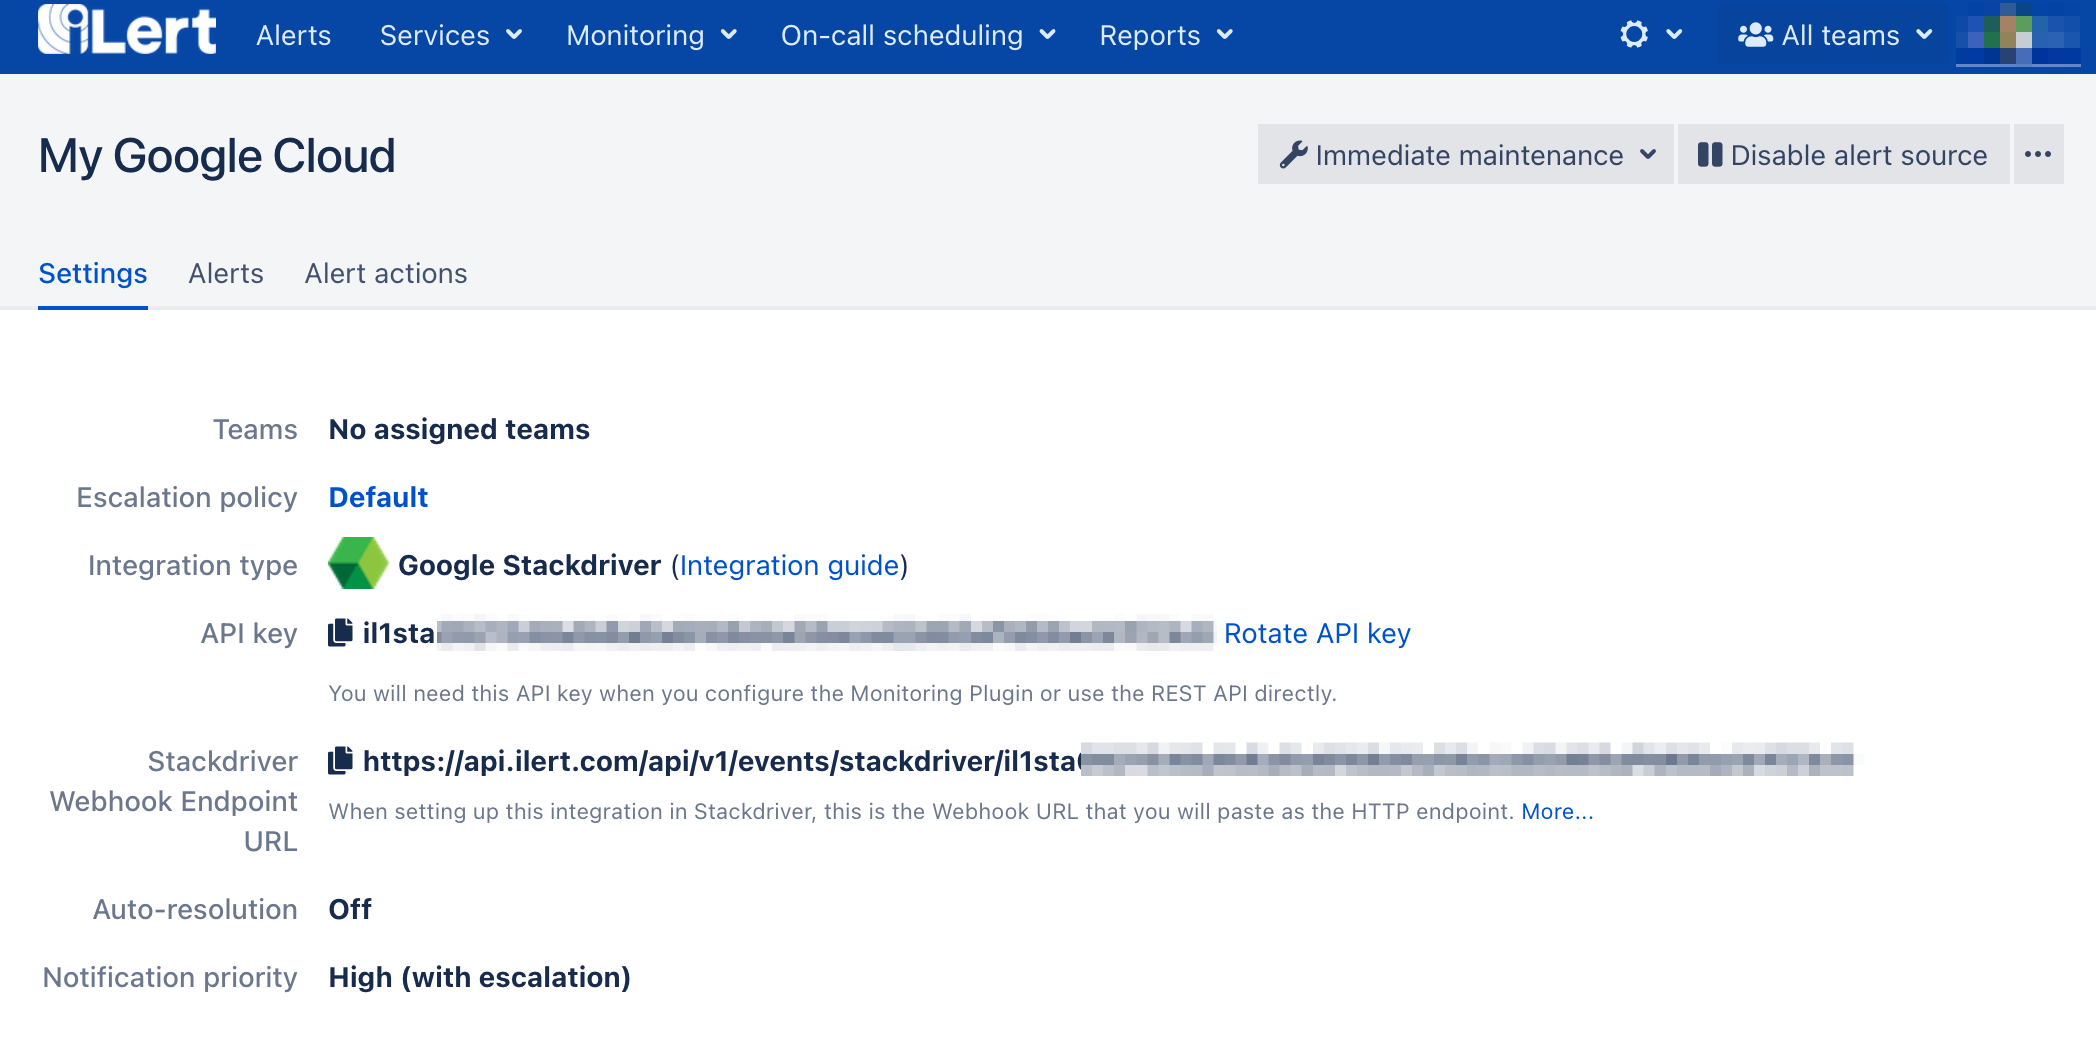 iLert Alerts Services Monitoring On-call scheduling Reports All teams
My Google Cloud
Immediate maintenance Disable alert source
Settings Alerts Alert actions
Teams No assigned teams
Escalation policy Default
Integration type Google Stackdriver (Integration guide)
API key il1sta Rotate API key
You will need this API key when you configure the Monitoring Plugin or use the REST API directly.
Stackdriver Webhook Endpoint URL https://api.ilert.com/api/v1/events/stackdriver/il1sta
When setting up this integration in Stackdriver, this is the Webhook URL that you will paste as the HTTP endpoint. More...
Auto-resolution Off
Notification priority High (with escalation)